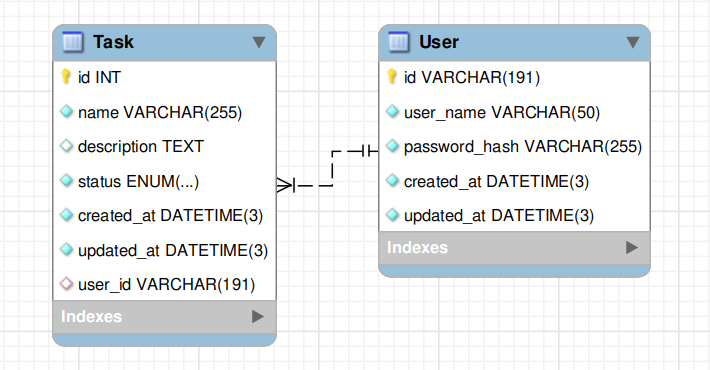 Task
id INT
name VARCHAR(255)
description TEXT
status ENUM(...)
created_at DATETIME(3)
updated_at DATETIME(3)
user_id VARCHAR(191)
Indexes
User
id VARCHAR(191)
user_name VARCHAR(50)
password_hash VARCHAR(255)
created_at DATETIME(3)
updated_at DATETIME(3)
Indexes